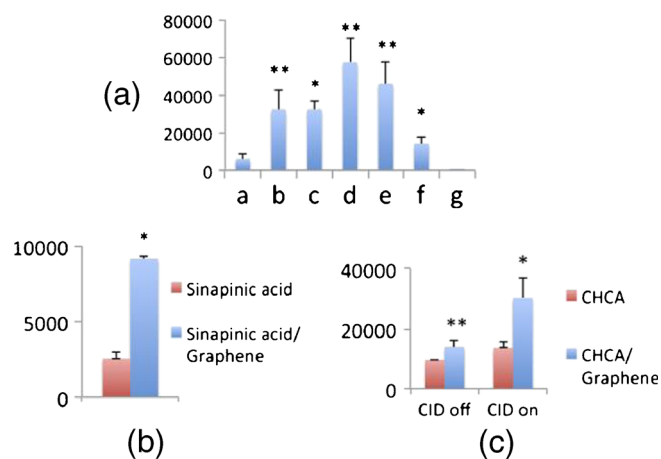 80000
60000
40000
20000
0
** * ** ** *
a b c d e f g
(a)
10000
5000
0
*
Sinapinic acid
Sinapinic acid/
Graphene
(b)
40000
20000
0
** *
CID off CID on
CHCA
CHCA/
Graphene
(c)